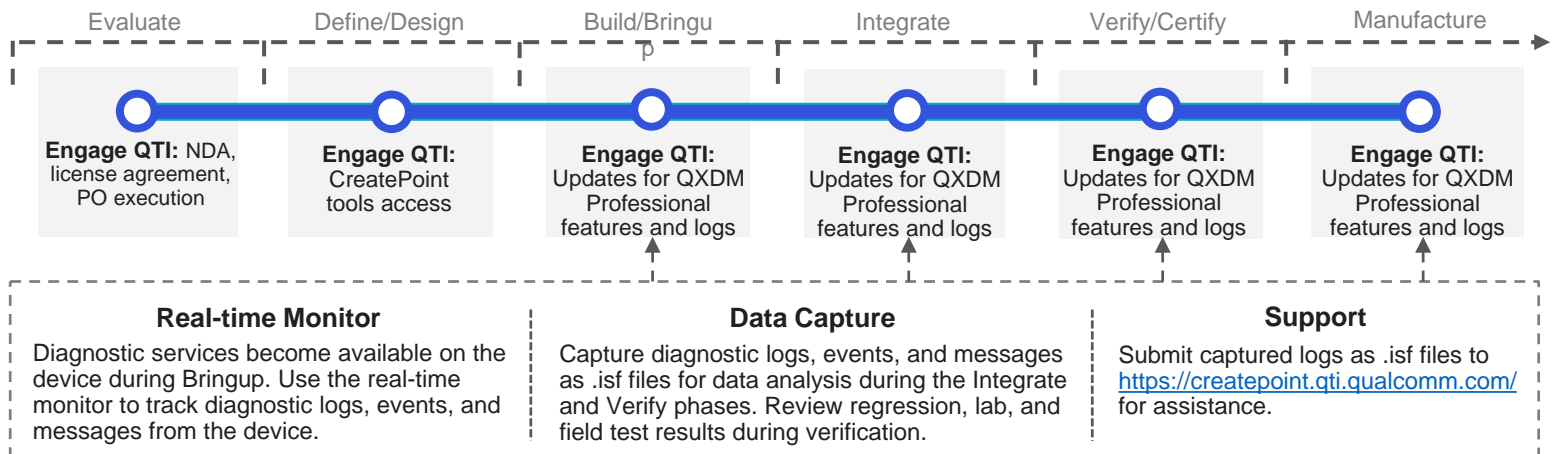 Evaluate
Define/Design
Build/Bringu
p
Integrate
Verify/Certify
Manufacture
Engage QTI: NDA,
license agreement,
PO execution
Engage QTI:
CreatePoint
tools access
Engage QTI:
Updates for QXDM
Professional
features and logs
Engage QTI:
Updates for QXDM
Professional
features and logs
Engage QTI:
Updates for QXDM
Professional
features and logs
Engage QTI:
Updates for QXDM
Professional
features and logs
Real-time Monitor
Diagnostic services become available on the
device during Bringup. Use the real-time
monitor to track diagnostic logs, events, and
messages from the device.
Data Capture
Capture diagnostic logs, events, and messages
as .isf files for data analysis during the Integrate
and Verify phases. Review regression, lab, and
field test results during verification.
Support
Submit captured logs as .isf files to
https://createpoint.qti.qualcomm.com/
for assistance.